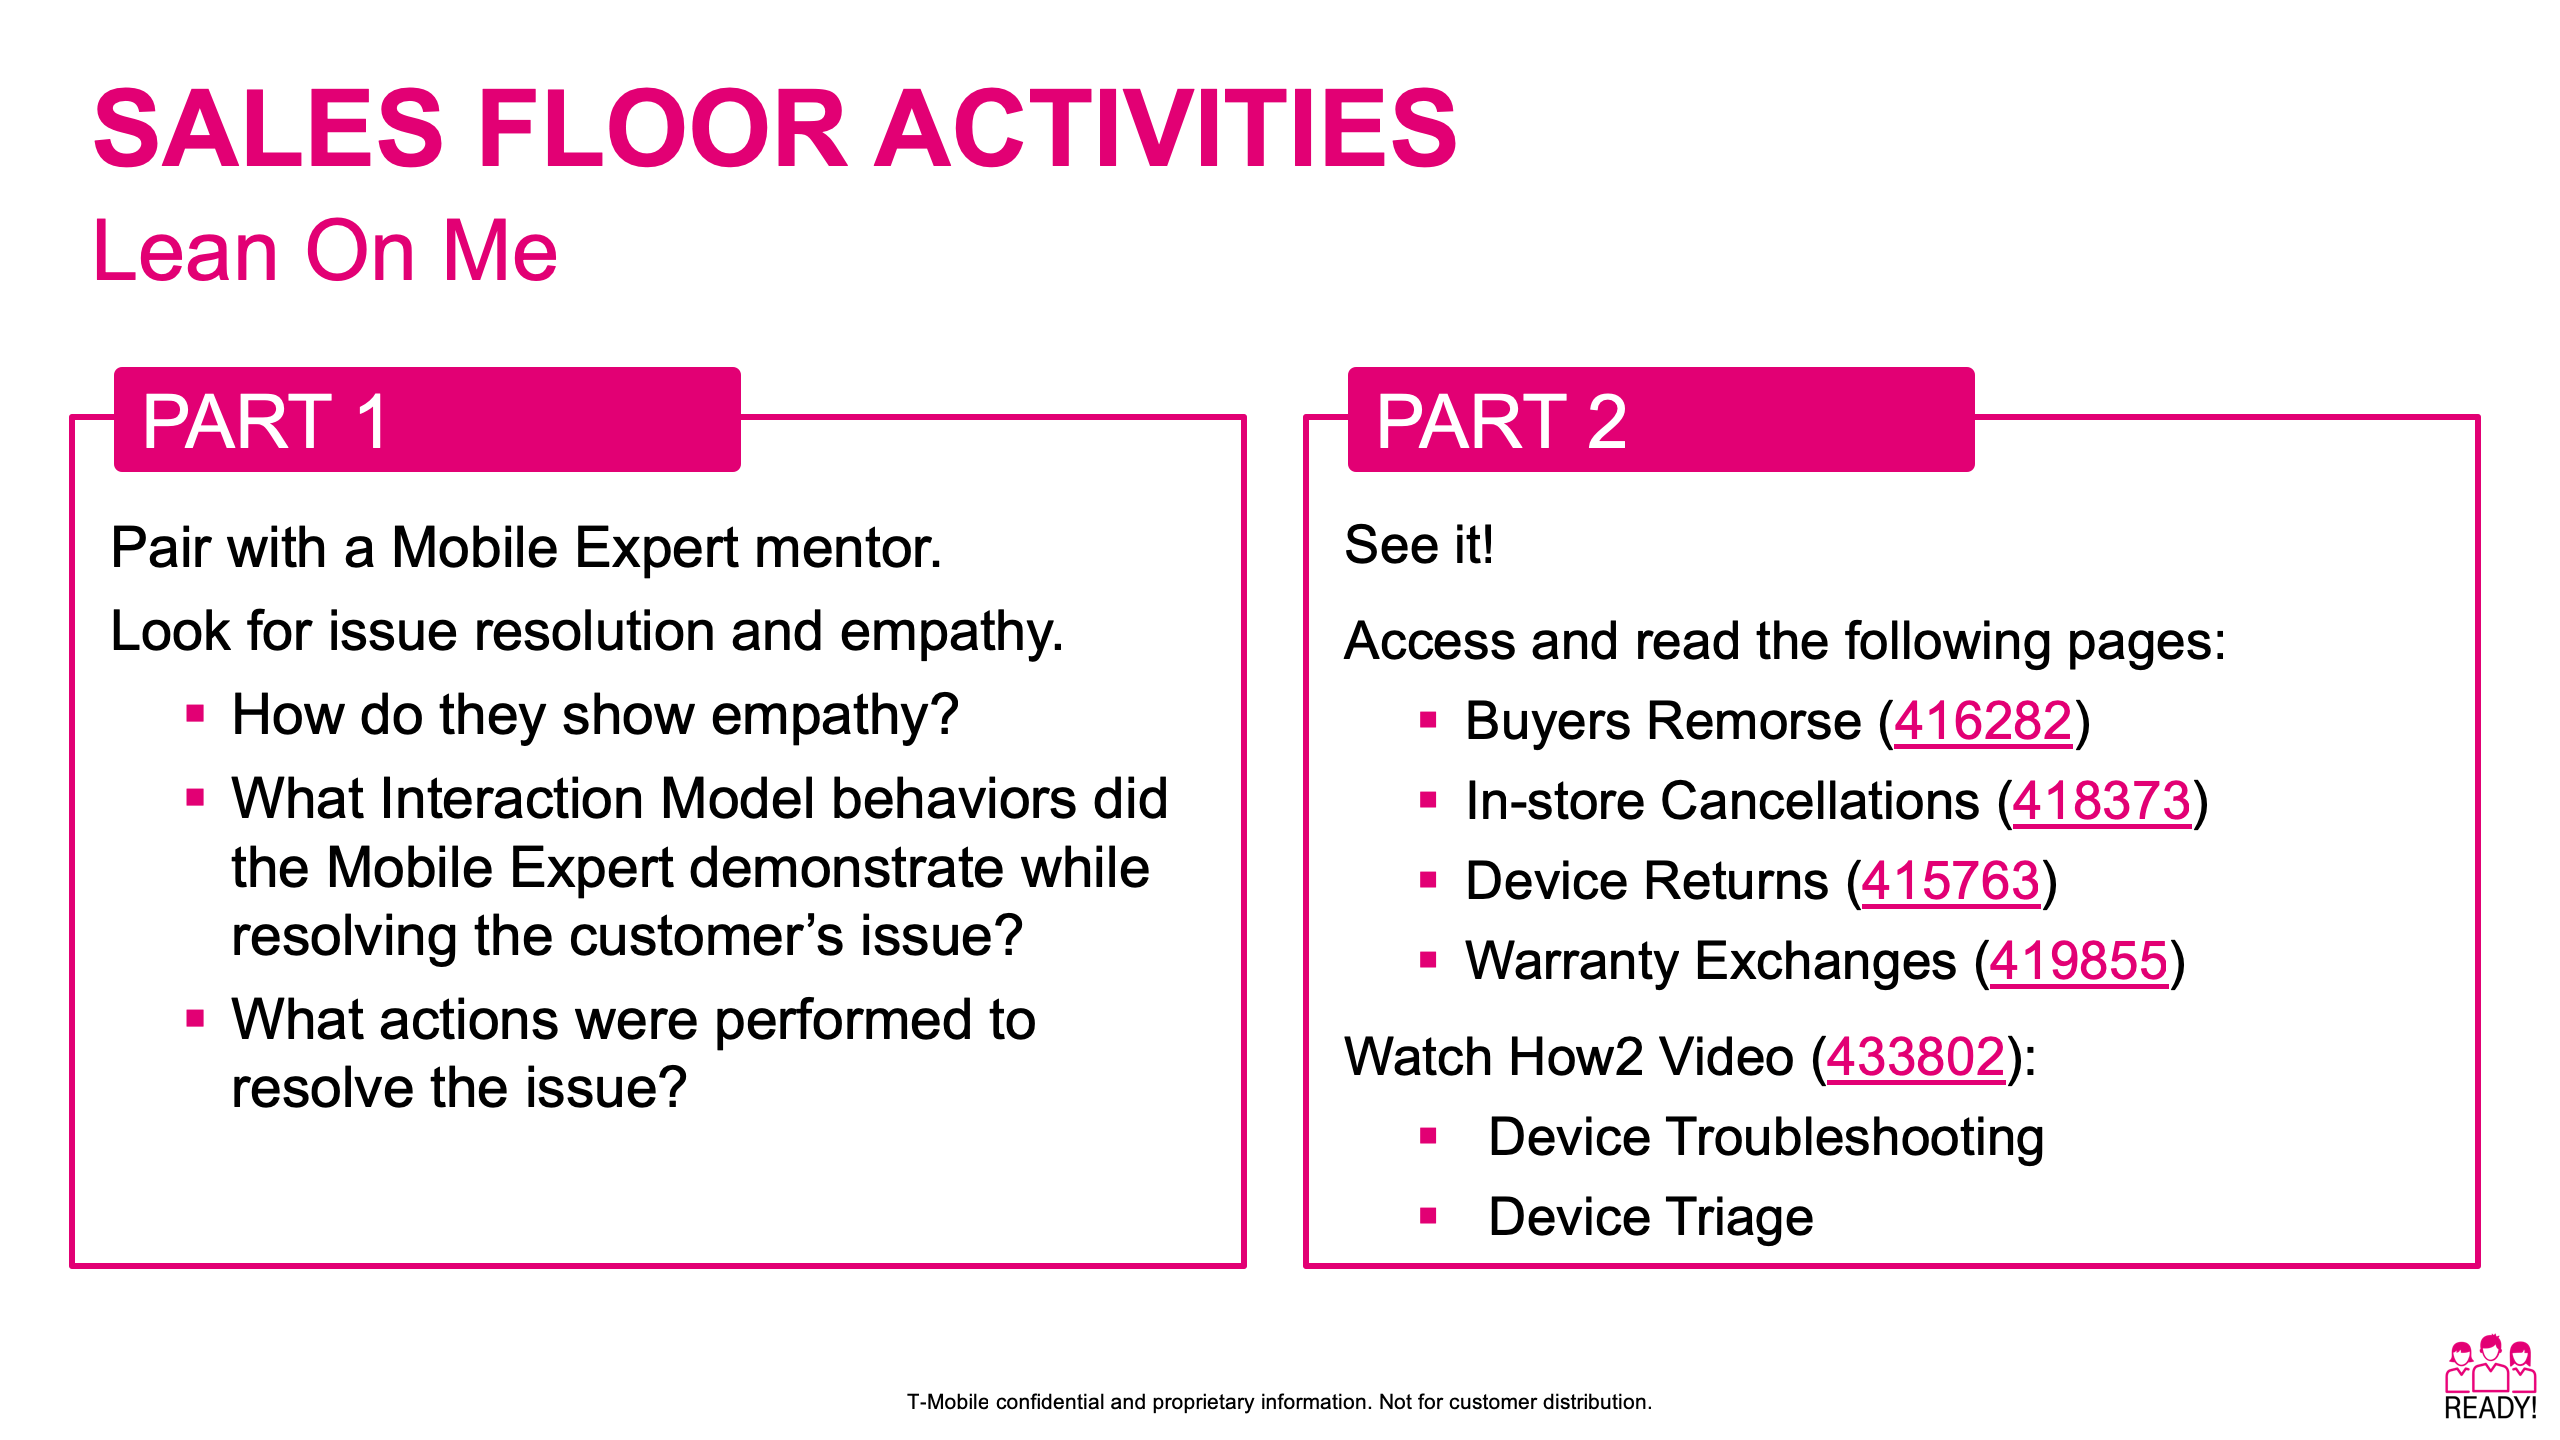 SALES FLOOR ACTIVITIES
Lean On Me
PART 1
Pair with a Mobile Expert mentor.
Look for issue resolution and empathy.
▪ How do they show empathy?
▪ What Interaction Model behaviors did
the Mobile Expert demonstrate while
resolving the customer’s issue?
▪ What actions were performed to
resolve the issue?
PART 2
See it!
Access and read the following pages:
▪ Buyers Remorse (416282)
▪ In-store Cancellations (418373)
▪ Device Returns (415763)
▪ Warranty Exchanges (419855)
Watch How2 Video (433802):
▪ Device Troubleshooting
▪ Device Triage
T-Mobile confidential and proprietary information. Not for customer distribution.
READY!